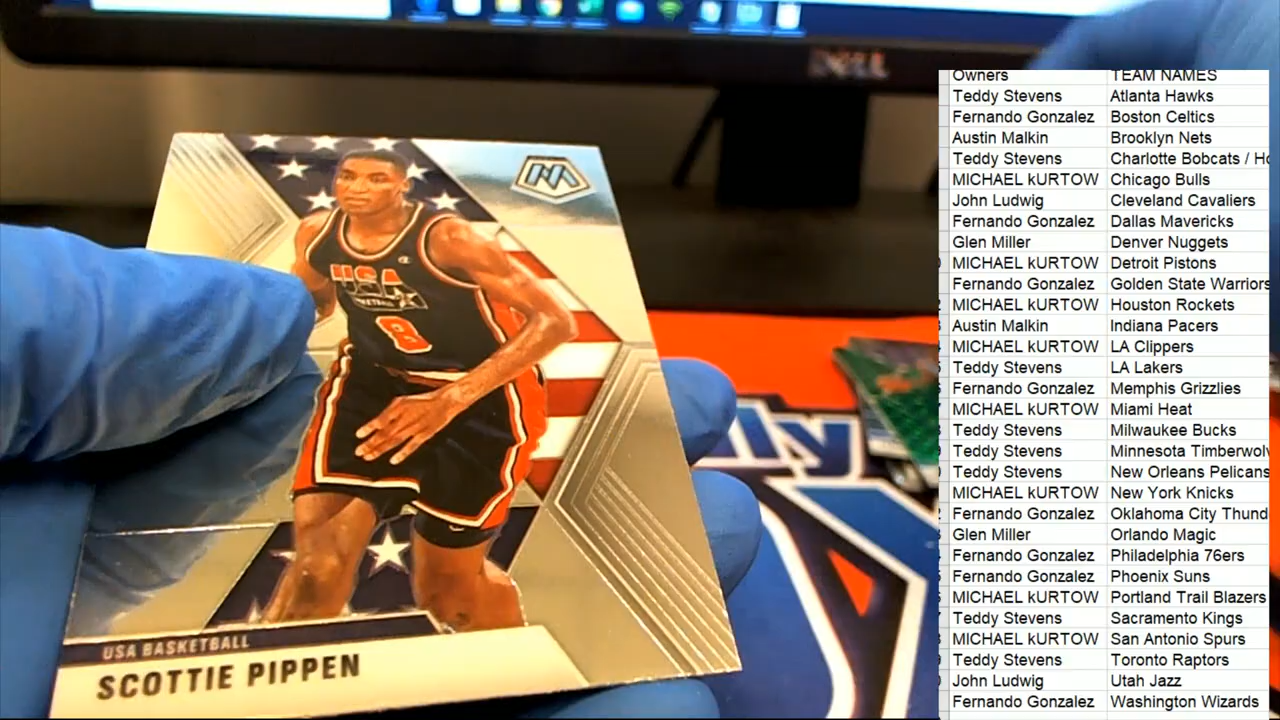 DELL
USA
BASKETBALL
8
USA BASKETBALL
SCOTTIE PIPPEN
Owners TEAM NAMES
Teddy Stevens Atlanta Hawks
Fernando Gonzalez Boston Celtics
Austin Malkin Brooklyn Nets
Teddy Stevens Charlotte Bobcats / Ho
MICHAEL kURTOW Chicago Bulls
John Ludwig Cleveland Cavaliers
Fernando Gonzalez Dallas Mavericks
Glen Miller Denver Nuggets
MICHAEL kURTOW Detroit Pistons
Fernando Gonzalez Golden State Warriors
MICHAEL kURTOW Houston Rockets
Austin Malkin Indiana Pacers
MICHAEL kURTOW LA Clippers
Teddy Stevens LA Lakers
Fernando Gonzalez Memphis Grizzlies
MICHAEL kURTOW Miami Heat
Teddy Stevens Milwaukee Bucks
Teddy Stevens Minnesota Timberwolv
Teddy Stevens New Orleans Pelicans
MICHAEL kURTOW New York Knicks
Fernando Gonzalez Oklahoma City Thund
Glen Miller Orlando Magic
Fernando Gonzalez Philadelphia 76ers
Fernando Gonzalez Phoenix Suns
MICHAEL kURTOW Portland Trail Blazers
Teddy Stevens Sacramento Kings
MICHAEL kURTOW San Antonio Spurs
Teddy Stevens Toronto Raptors
John Ludwig Utah Jazz
Fernando Gonzalez Washington Wizards